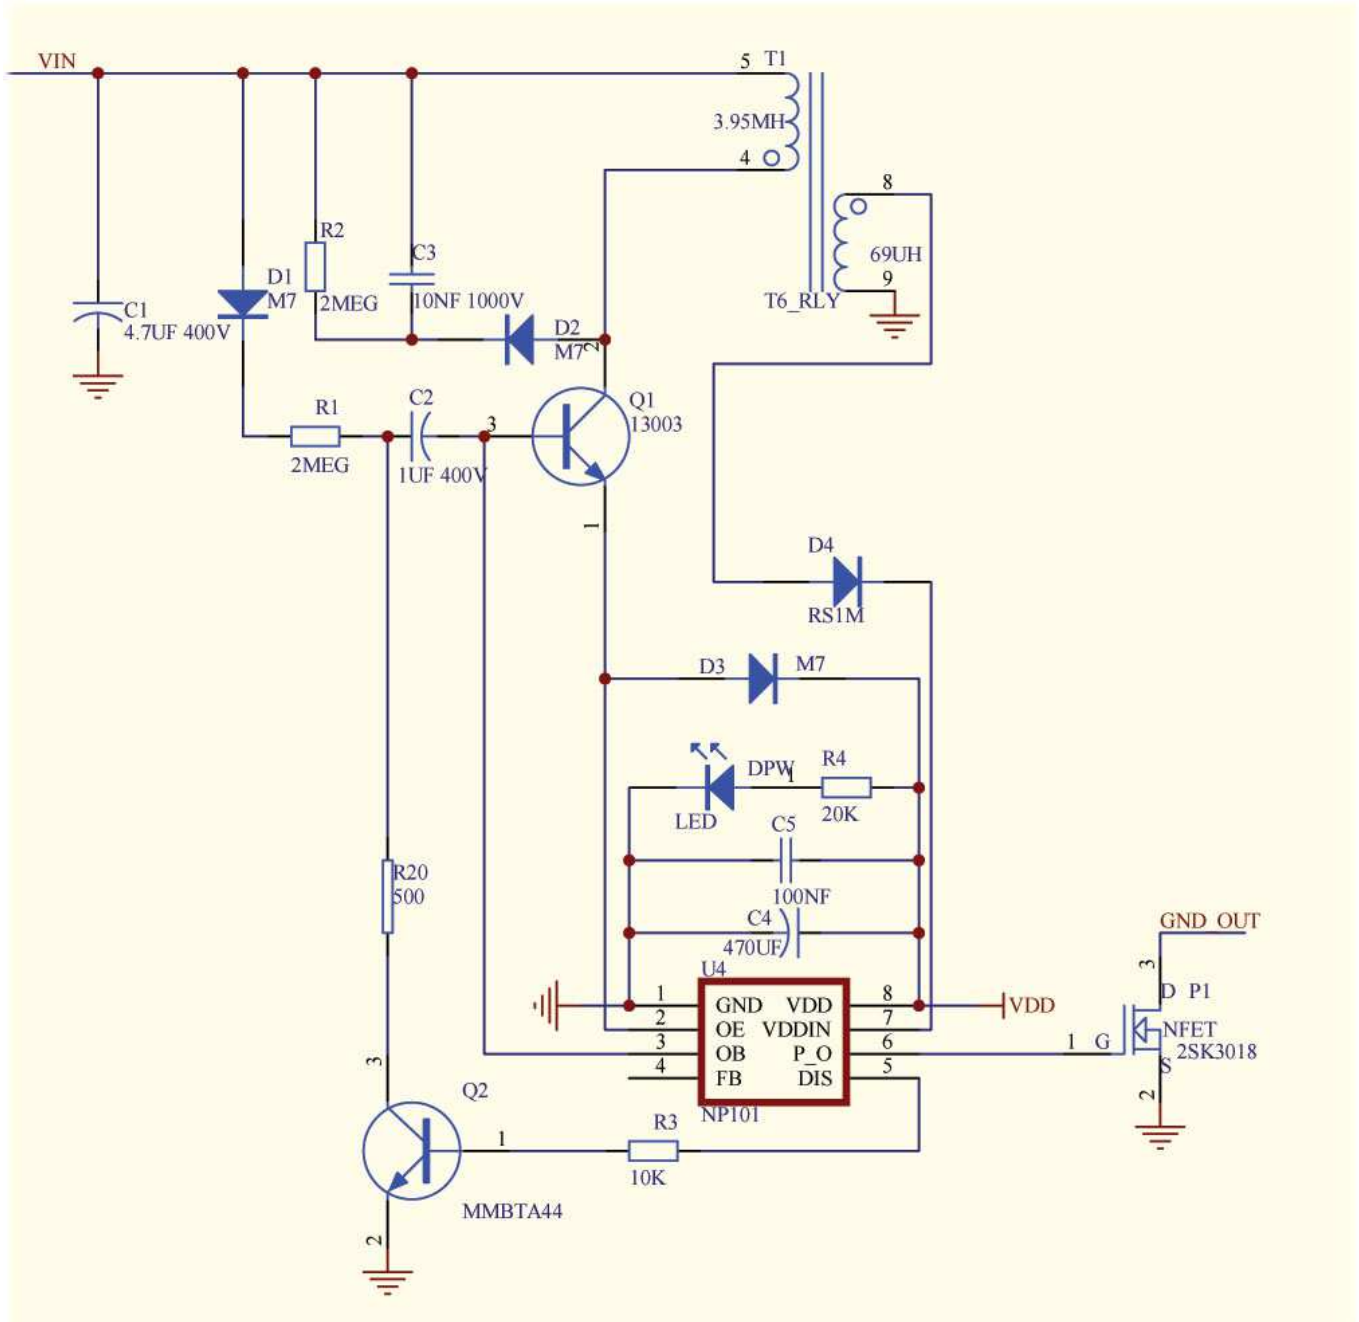 VIN
5 T1
3.95MH
4
8
R2
C3
69UH
D1
M7
2MEG
10NF 1000V
9
T6_RLY
C1
4.7UF 400V
D2
M7
2
R1
C2
3
Q1
13003
2MEG
1UF 400V
1
D4
RS1M
D3
M7
DPW
1
R4
LED
20K
C5
R20
500
100NF
C4
470UF
GND OUT
U4
3
1 GND VDD 8
VDD
D P1
2 OE VDDIN 7
3 OB P_O 6
1 G
NFET
2SK3018
4 FB DIS 5
S
3
Q2
NP101
2
R3
1
10K
MMBTA44
2